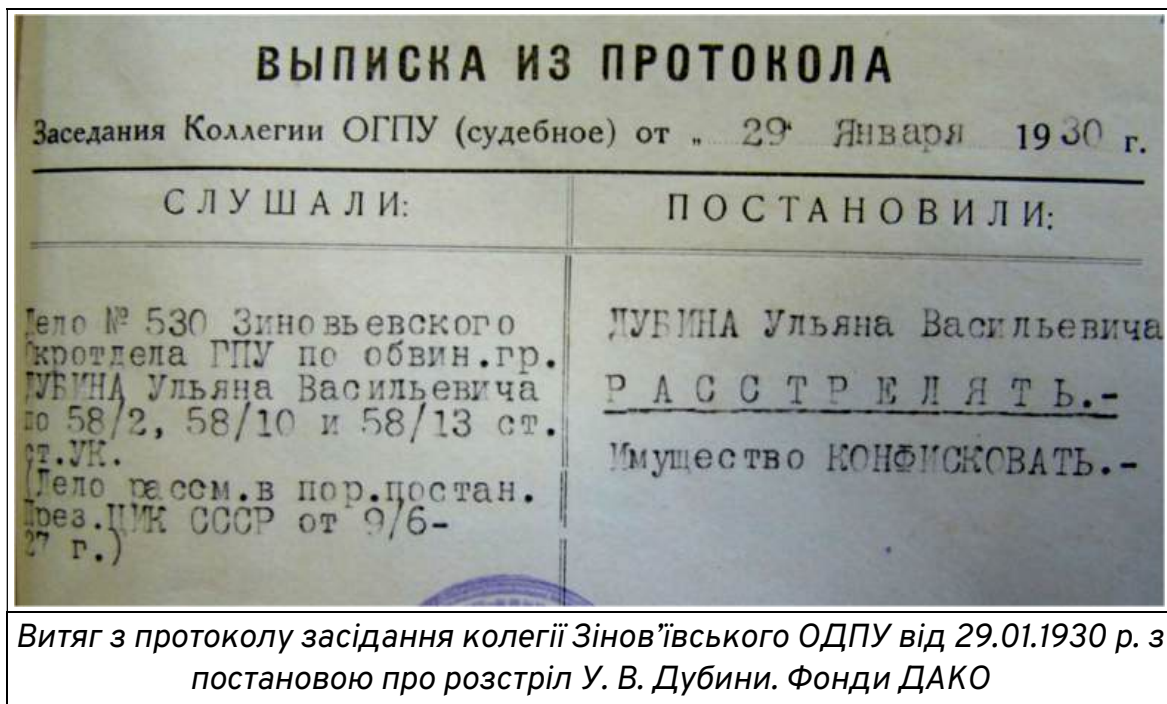 ВЫПИСКА ИЗ ПРОТОКОЛА
Заседания Коллегии ОГПУ (судебное) от „ 29“ Января 1930 г.
СЛУШАЛИ:
Дело № 530 Зиновьевского
Окротдела ГПУ по обвин.гр.
ДУБИНА Ульяна Васильевича
по 58/2, 58/10 и 58/13 ст.
ст.УК.
(Дело рассм.в пор.постан.
През.ЦИК СССР от 9/6-
27 г.)
ПОСТАНОВИЛИ:
ДУБИНА Ульяна Васильевича
РАССТРЕЛЯТЬ.-
Имущество КОНФИСКОВАТЬ.-
Витяг з протоколу засідання колегії Зінов’ївського ОДПУ від 29.01.1930 р. з
постановою про розстріл У. В. Дубини. Фонди ДАКО